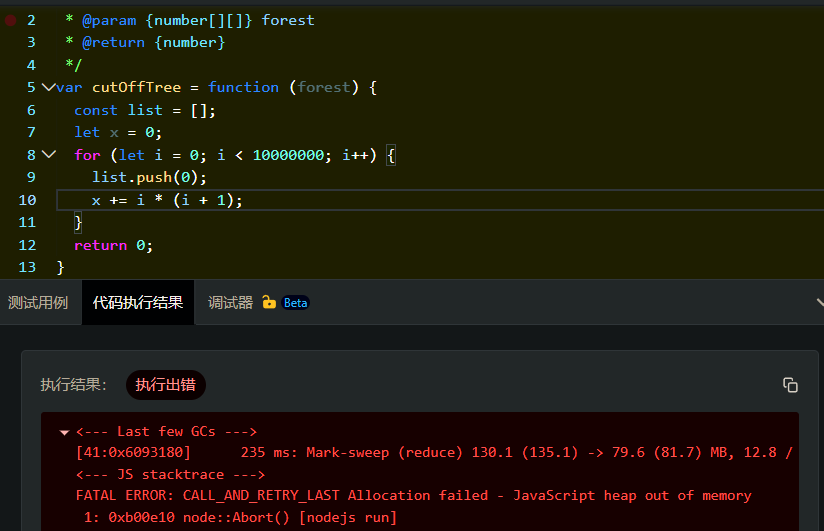 2 * @param {number[][]} forest
3 * @return {number}
4 */
5 var cutOffTree = function (forest) {
6 const list = [];
7 let x = 0;
8 for (let i = 0; i < 10000000; i++) {
9 list.push(0);
10 x += i * (i + 1);
11 }
12 return 0;
13 }
测试用例 代码执行结果 调试器 Beta
执行结果： 执行出错
<--- Last few GCs --->
[41:0x6093180] 235 ms: Mark-sweep (reduce) 130.1 (135.1) -> 79.6 (81.7) MB, 12.8 /
<--- JS stacktrace --->
FATAL ERROR: CALL_AND_RETRY_LAST Allocation failed - JavaScript heap out of memory
1: 0xb00e10 node::Abort() [nodejs run]